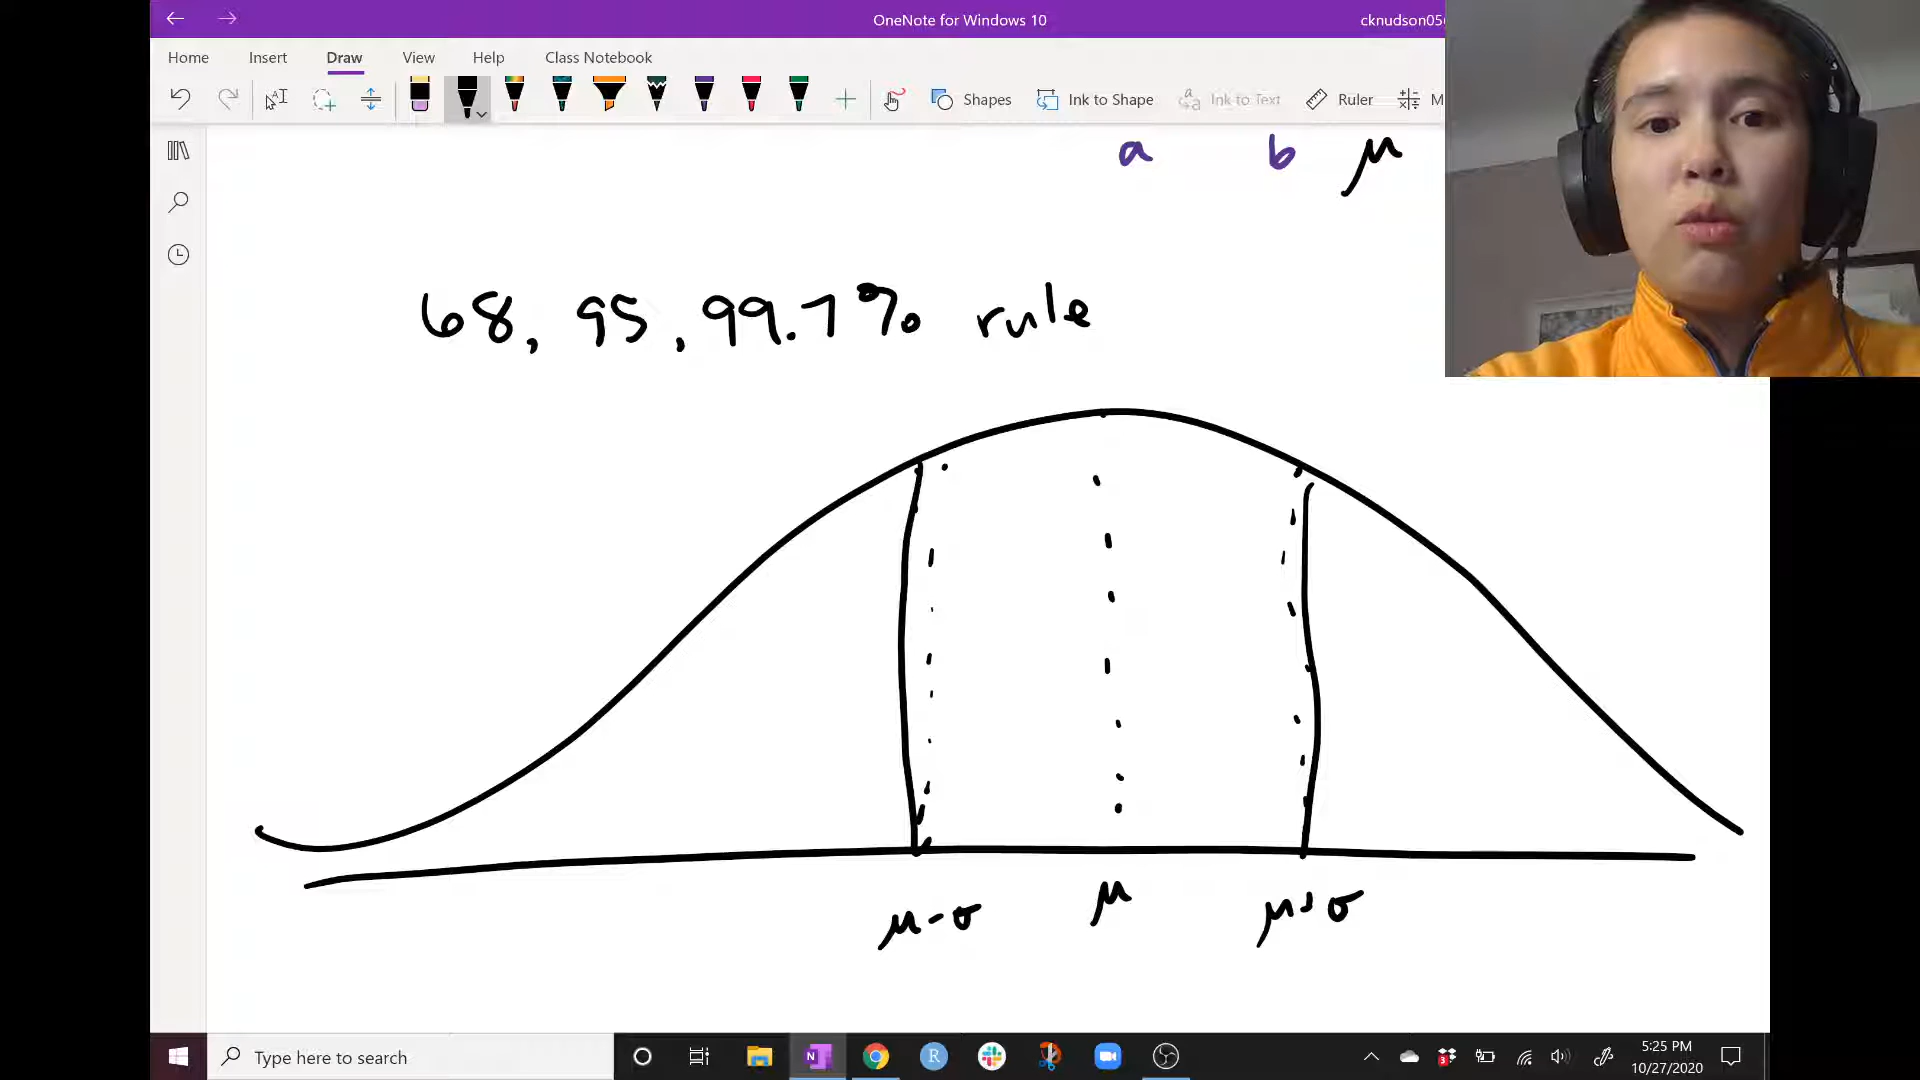 OneNote for Windows 10
cknudson05
Home Insert Draw View Help Class Notebook
Shapes Ink to Shape Ink to Text Ruler M
a b μ
68, 95, 99.7% rule
μ-σ μ μ+σ
Type here to search
5:25 PM
10/27/2020